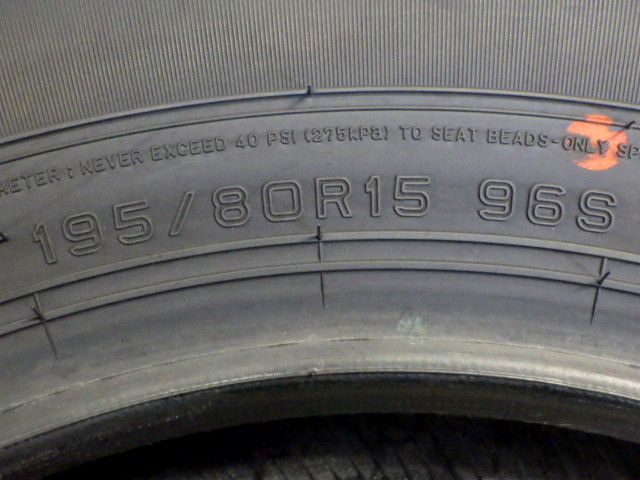 METER : NEVER EXCEED 40 PSI (275kPa) TO SEAT BEADS-ONLY SP
195/80R15 96S